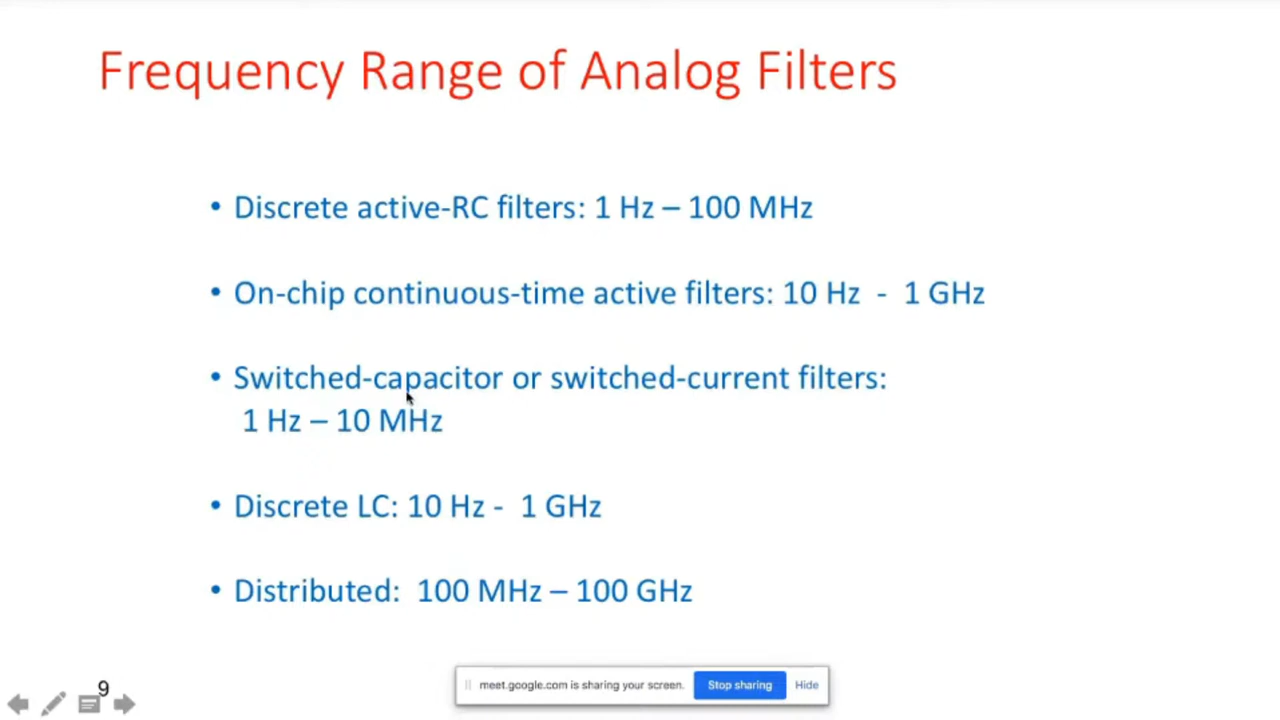 Frequency Range of Analog Filters
• Discrete active-RC filters: 1 Hz – 100 MHz
• On-chip continuous-time active filters: 10 Hz - 1 GHz
• Switched-capacitor or switched-current filters:
1 Hz – 10 MHz
• Discrete LC: 10 Hz - 1 GHz
• Distributed: 100 MHz – 100 GHz
9
meet.google.com is sharing your screen. Stop sharing Hide